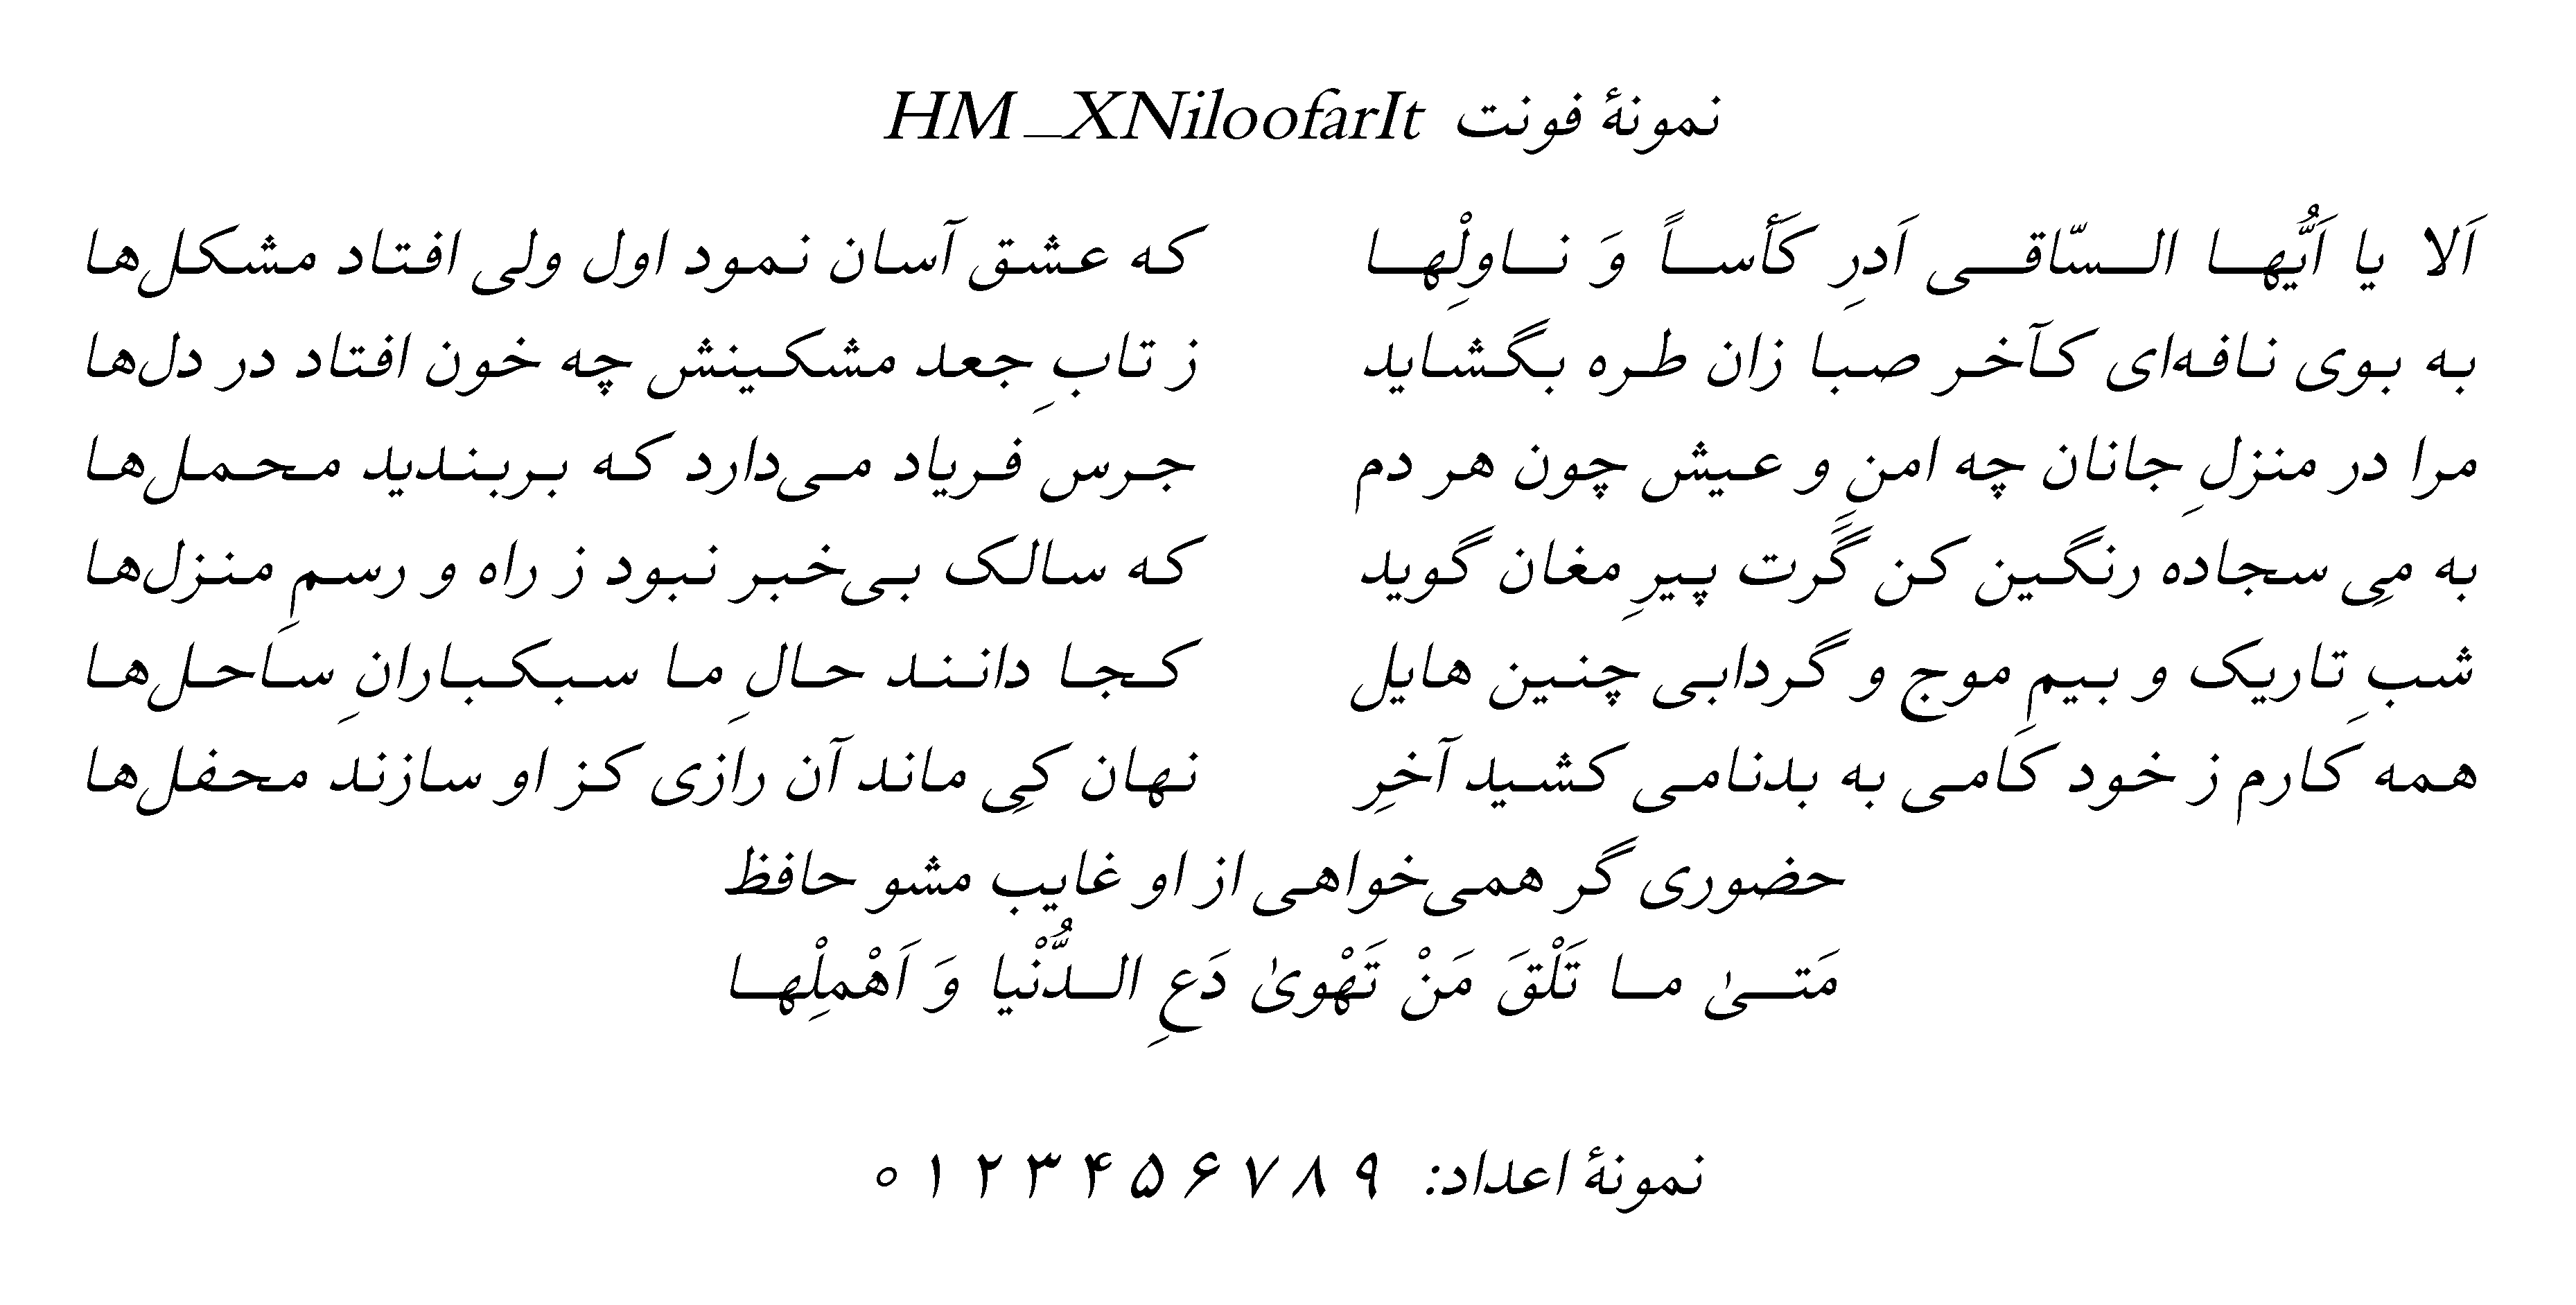 نمونهٔ فونت HM_XNiloofarIt
اَلا یا اَیُّها السّاقی اَدرِ کَأساً وَ ناولْها که عشق آسان نمود اول ولی افتاد مشکل‌ها
به بوی نافه‌ای کآخر صبا زان طره بگشاید ز تابِ جعد مشکینش چه خون افتاد در دل‌ها
مرا در منزلِ جانان چه امنِ و عیش چون هر دم جرس فریاد می‌دارد که بربندید محمل‌ها
به مِی سجاده رنگین کن گَرت پیرِ مغان گوید که سالک بی‌خبر نبود ز راه و رسمِ منزل‌ها
شبِ تاریک و بیمِ موج و گردابی چنین هایل کجا دانند حالِ ما سبکبارانِ ساحل‌ها
همه کارم ز خود کامی به بدنامی کشید آخرِ نهان کِی ماند آن رازی کز او سازند محفل‌ها
حضوری گر همی‌خواهی از او غایب مشو حافظ
مَتیٰ ما تَلْقَ مَنْ تَهْویٰ دَعِ الدُّنْیا وَ اَهْمِلْها
نمونهٔ اعداد: ۹ ۸ ۷ ۶ ۵ ۴ ۳ ۲ ۱ ۰